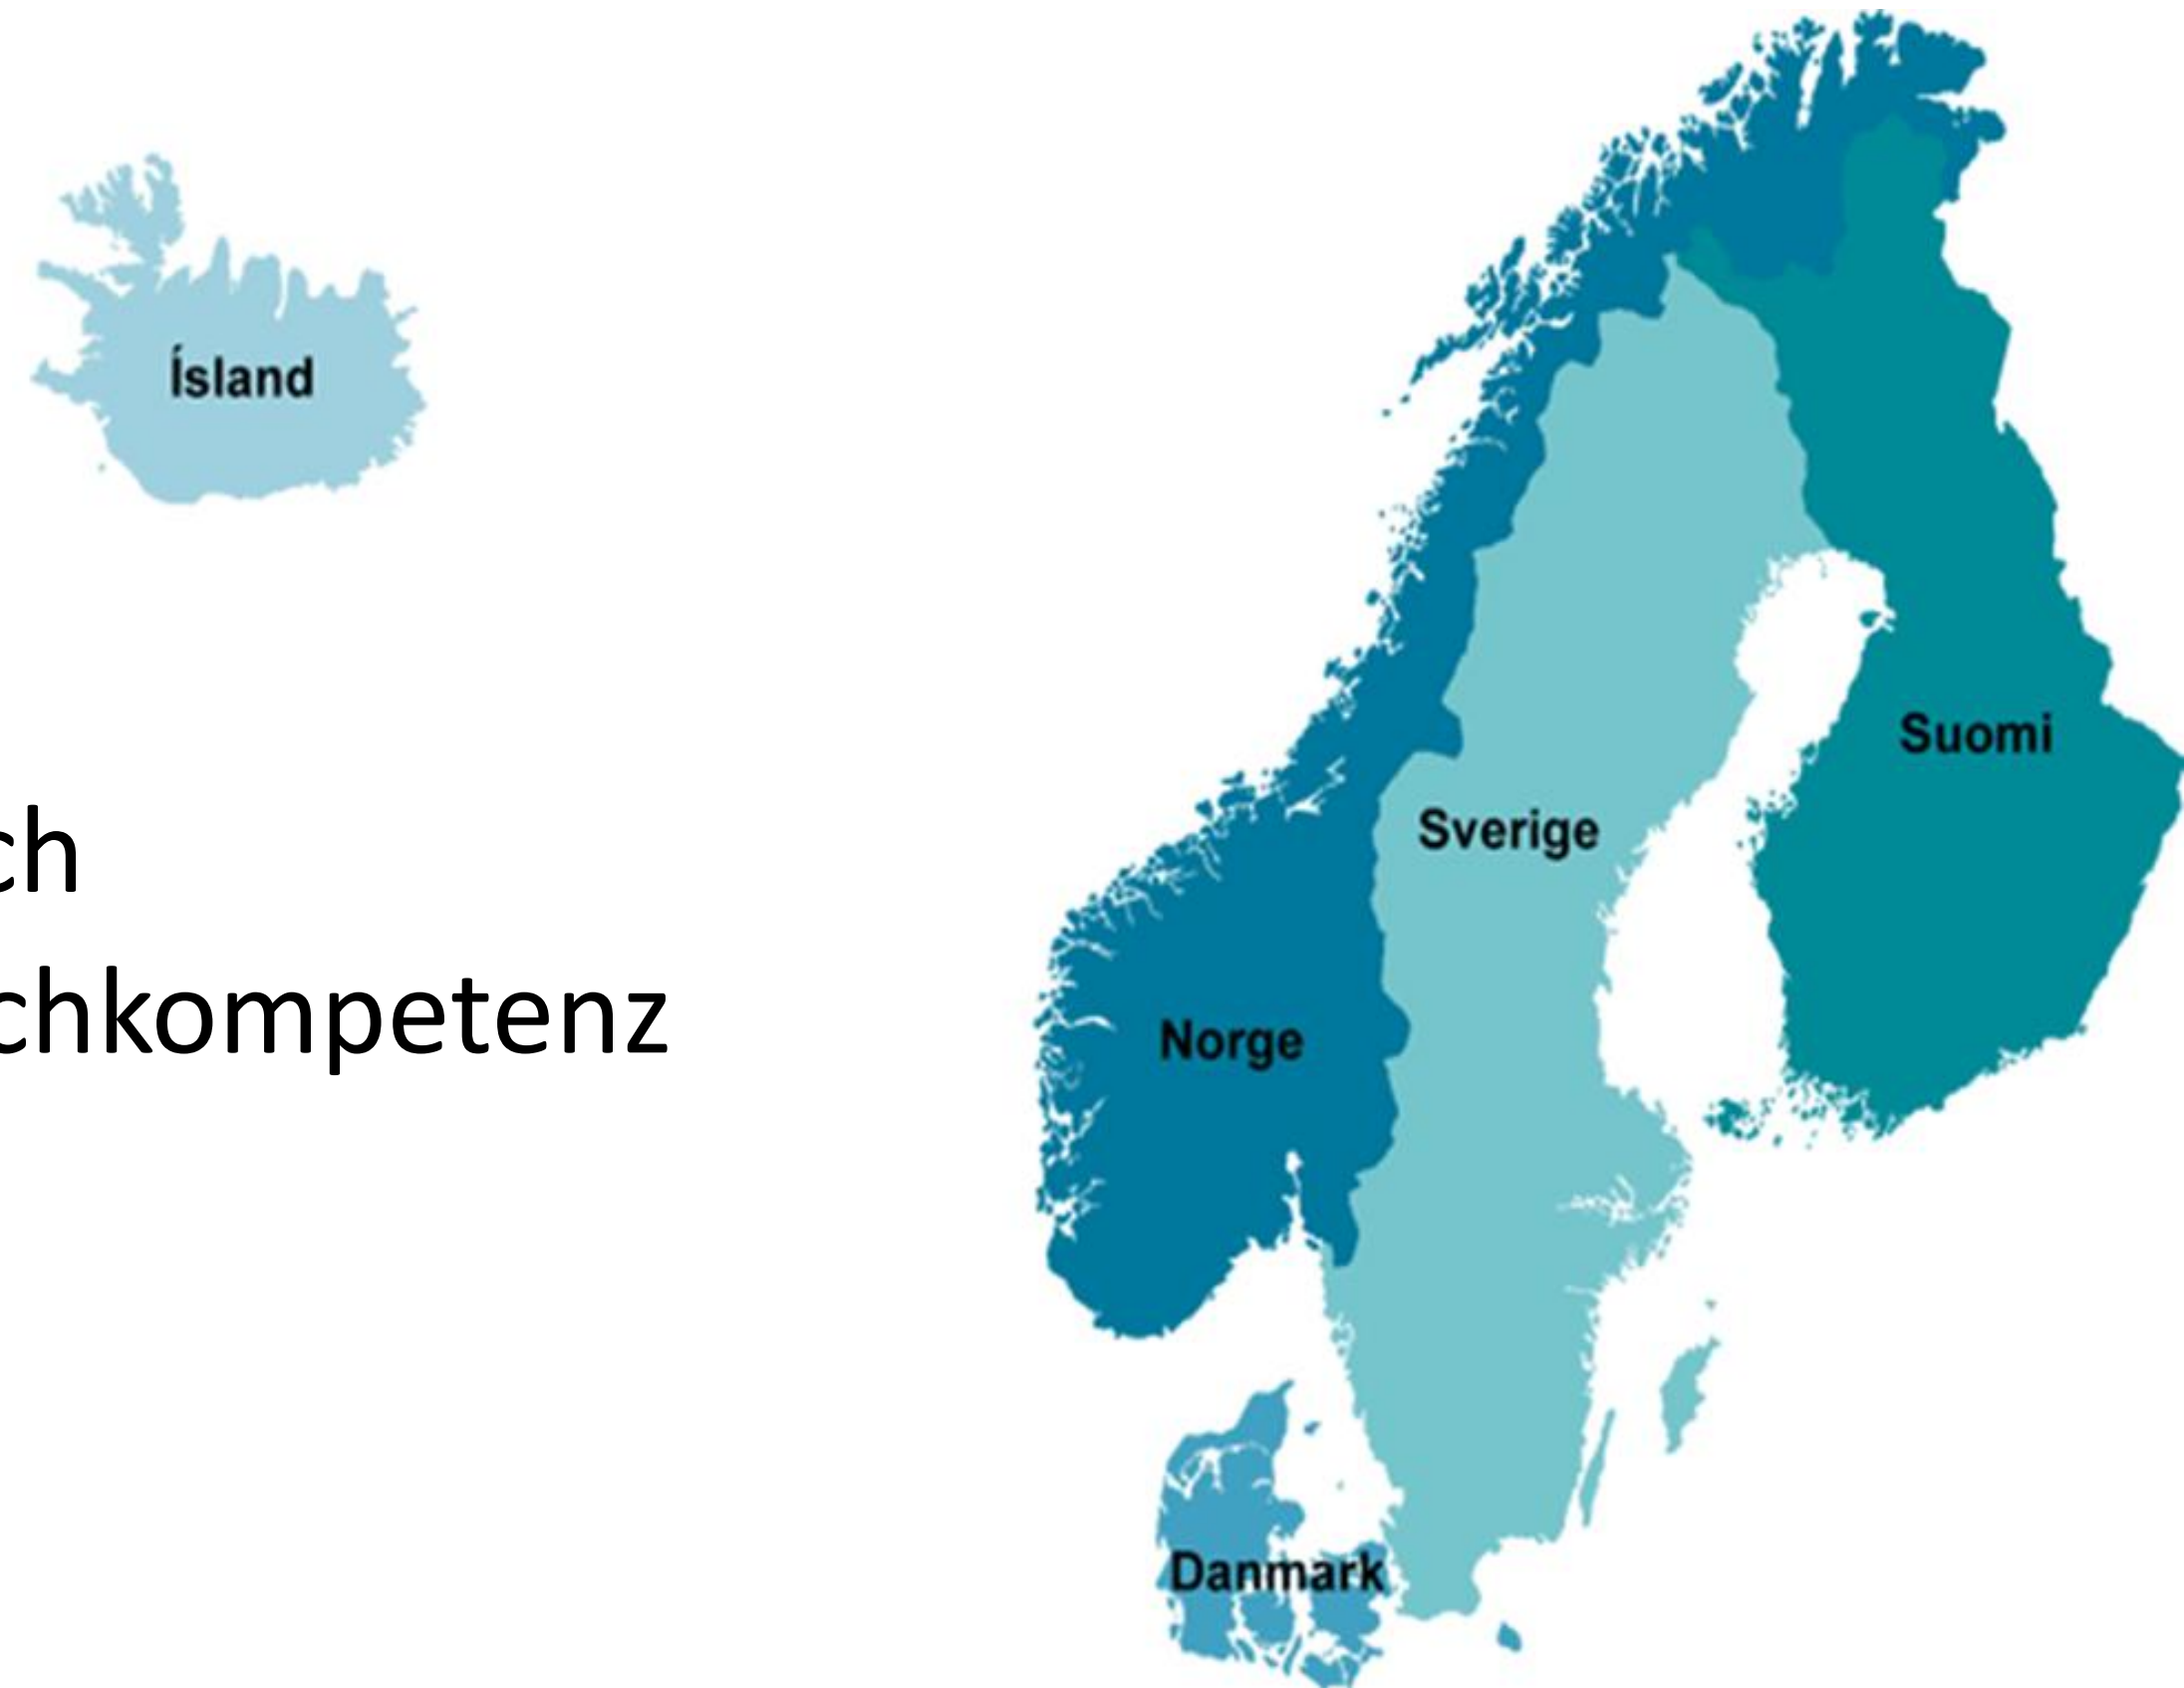 Ísland
Suomi
Sverige
ch
chkompetenz
Norge
Danmark